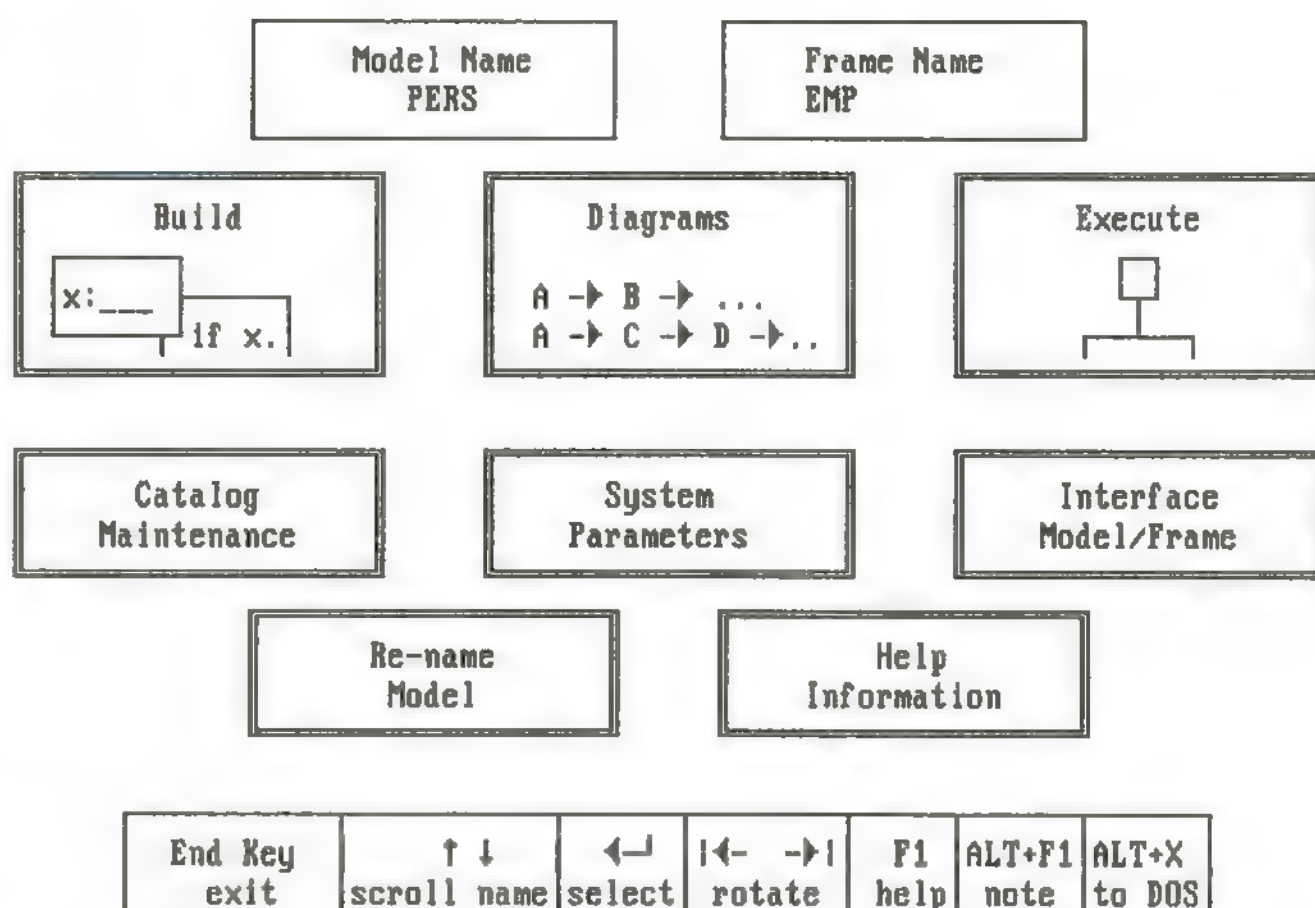 Model Name
PERS
Frame Name
EMP
Build
x:___
if x.
Diagrams
A -► B -► ...
A -► C -► D -►..
Execute
Catalog
Maintenance
System
Parameters
Interface
Model/Frame
Re-name
Model
Help
Information
End Key
exit
↑ ↓
scroll name
◄─┘
select
|◄- -►|
rotate
F1
help
ALT+F1
note
ALT+X
to DOS